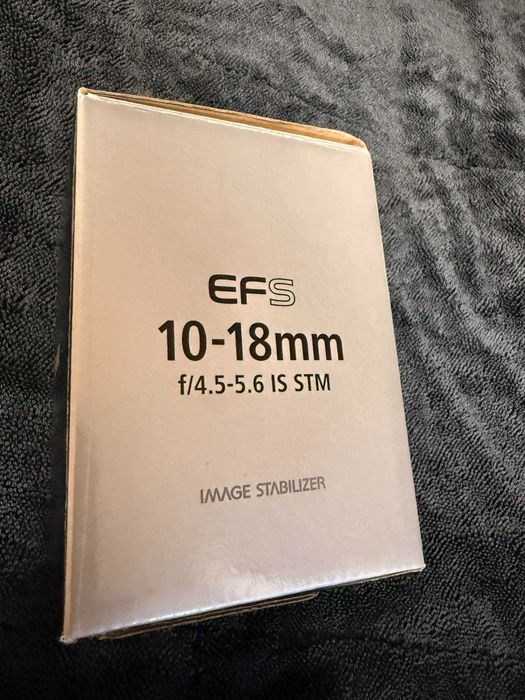 EFS
10-18mm
f/4.5-5.6 IS STM
IMAGE STABILIZER